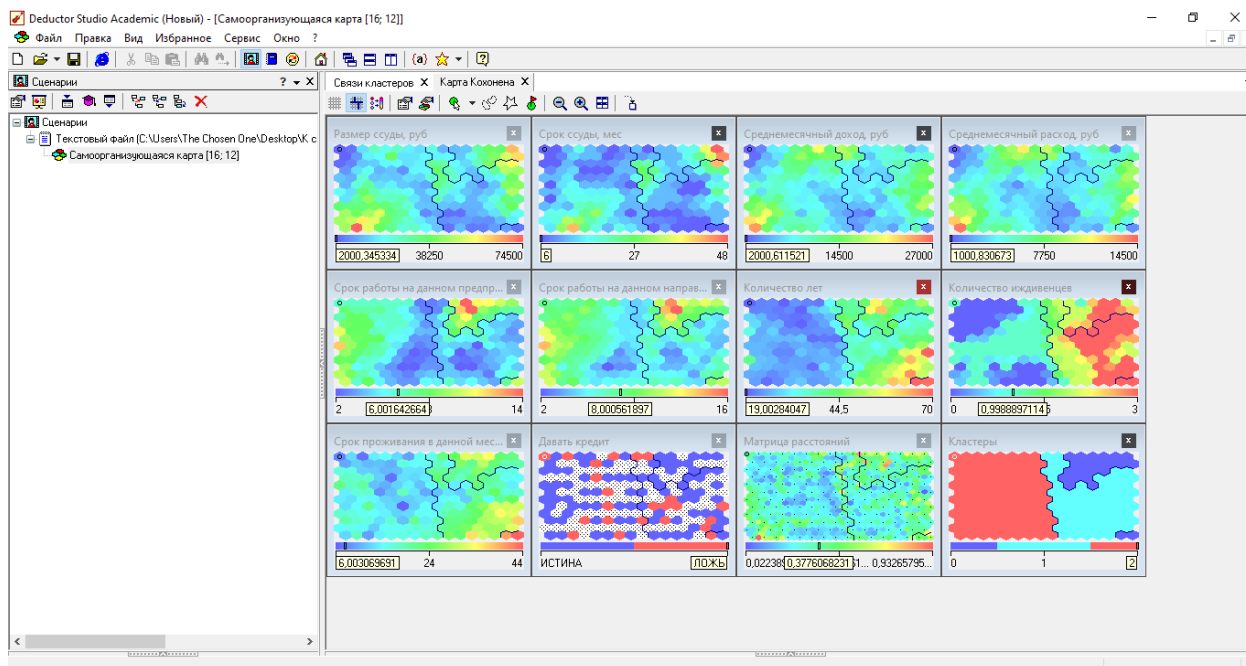 Deductor Studio Academic (Новый) - [Самоорганизующаяся карта [16; 12]]
Файл Правка Вид Избранное Сервис Окно ?
Сценарии
Связи кластеров X Карта Кохонена X
Сценарии
Текстовый файл (C:\Users\The Chosen One\Desktop\К с
Самоорганизующаяся карта [16; 12]
Размер ссуды, руб
Срок ссуды, мес
Среднемесячный доход, руб
Среднемесячный расход, руб
2000,345334 38250 74500
6 27 48
2000,611521 14500 27000
1000,830673 7750 14500
Срок работы на данном предпр...
Срок работы на данном направ...
Количество лет
Количество иждивенцев
2 6,001642664 14
2 8,000561897 16
19,00284047 44,5 70
0 0,9988897114 3
Срок проживания в данной мес...
Давать кредит
Матрица расстояний
Кластеры
6,003069691 24 44
ИСТИНА ЛОЖЬ
0,02238 0,3776068231 ... 0,93265795...
0 1 2